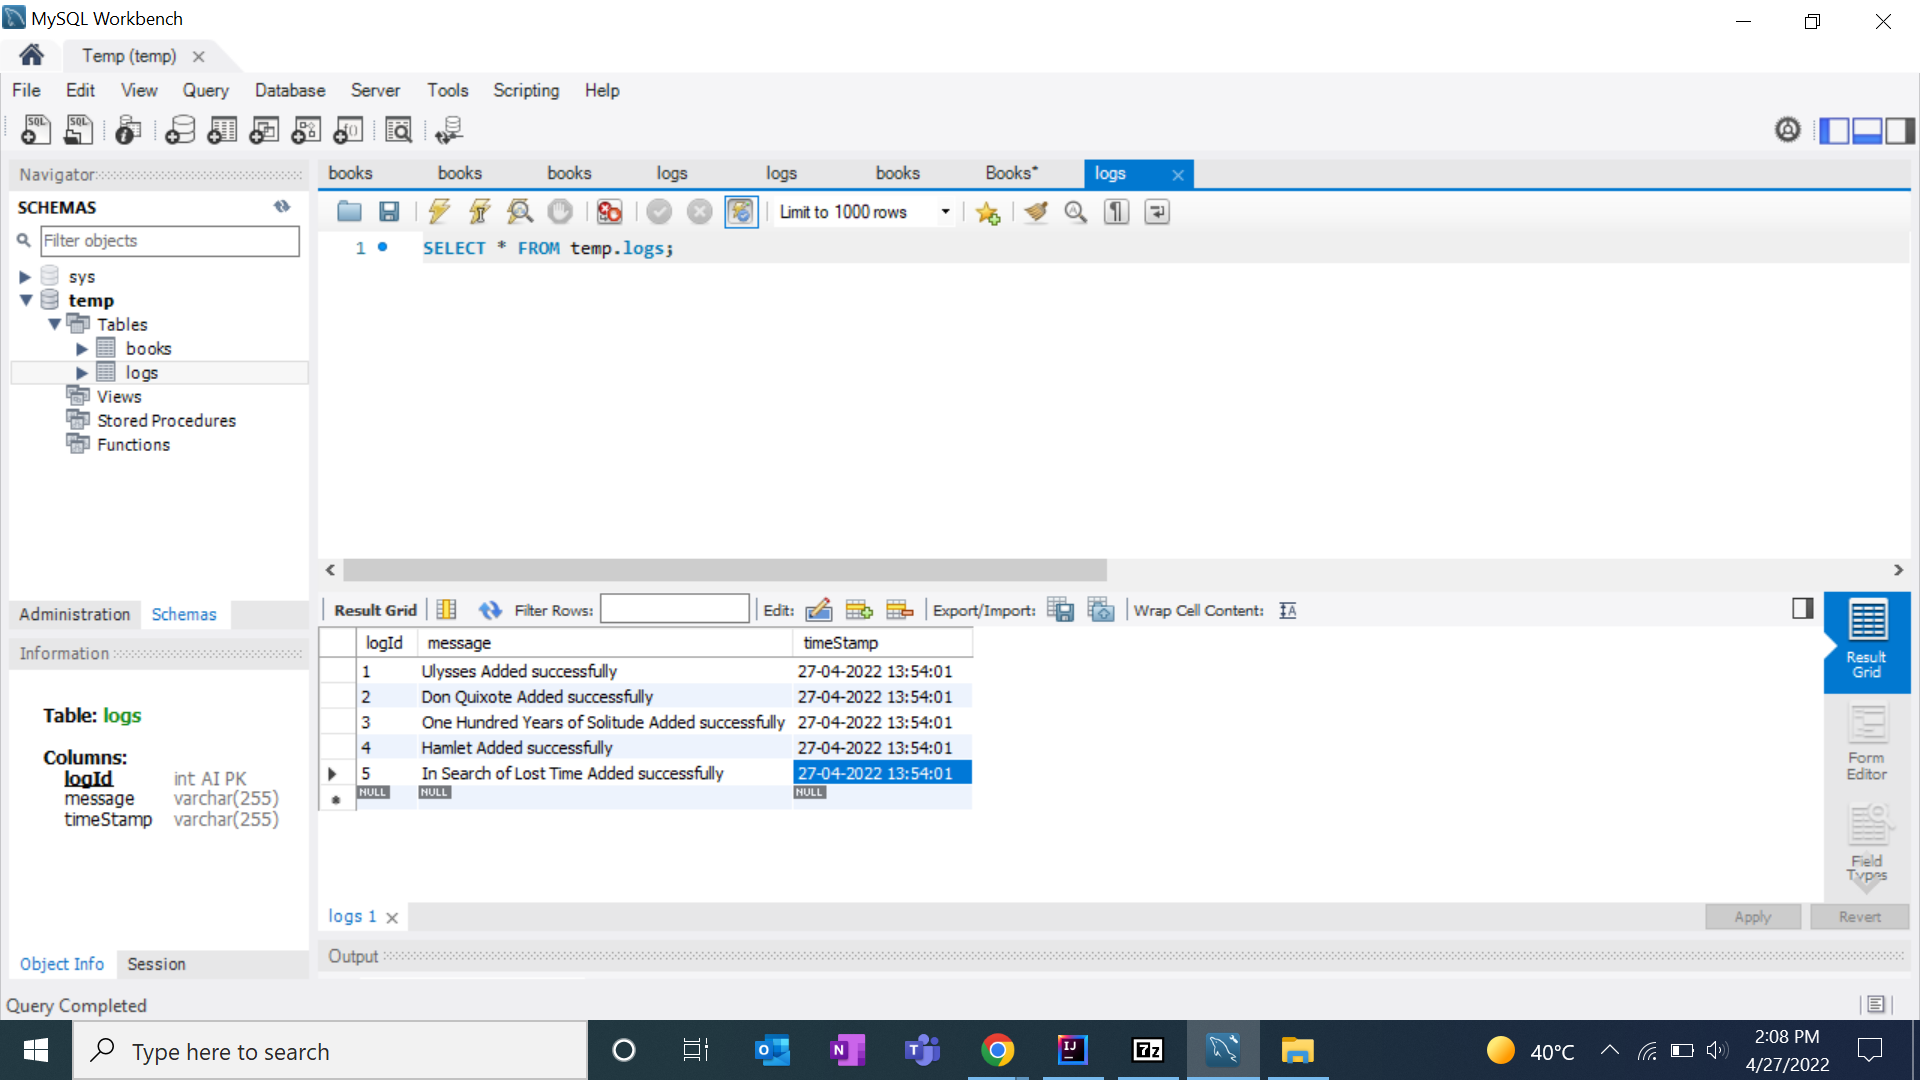 MySQL Workbench
Temp (temp)
File Edit View Query Database Server Tools Scripting Help
SQL SQL
Navigator
SCHEMAS
Filter objects
sys
temp
Tables
books
logs
Views
Stored Procedures
Functions
Administration Schemas
Information
Table: logs
Columns:
logId int AI PK
message varchar(255)
timeStamp varchar(255)
Object Info Session
books books books logs logs books Books* logs
Limit to 1000 rows
1 SELECT * FROM temp.logs;
Result Grid Filter Rows: Edit: Export/Import: Wrap Cell Content:
logId message timeStamp
1 Ulysses Added successfully 27-04-2022 13:54:01
2 Don Quixote Added successfully 27-04-2022 13:54:01
3 One Hundred Years of Solitude Added successfully 27-04-2022 13:54:01
4 Hamlet Added successfully 27-04-2022 13:54:01
5 In Search of Lost Time Added successfully 27-04-2022 13:54:01
NULL NULL NULL
Result
Grid
Form
Editor
Field
Types
logs 1
Apply Revert
Output
Query Completed
Type here to search
40°C
2:08 PM
4/27/2022